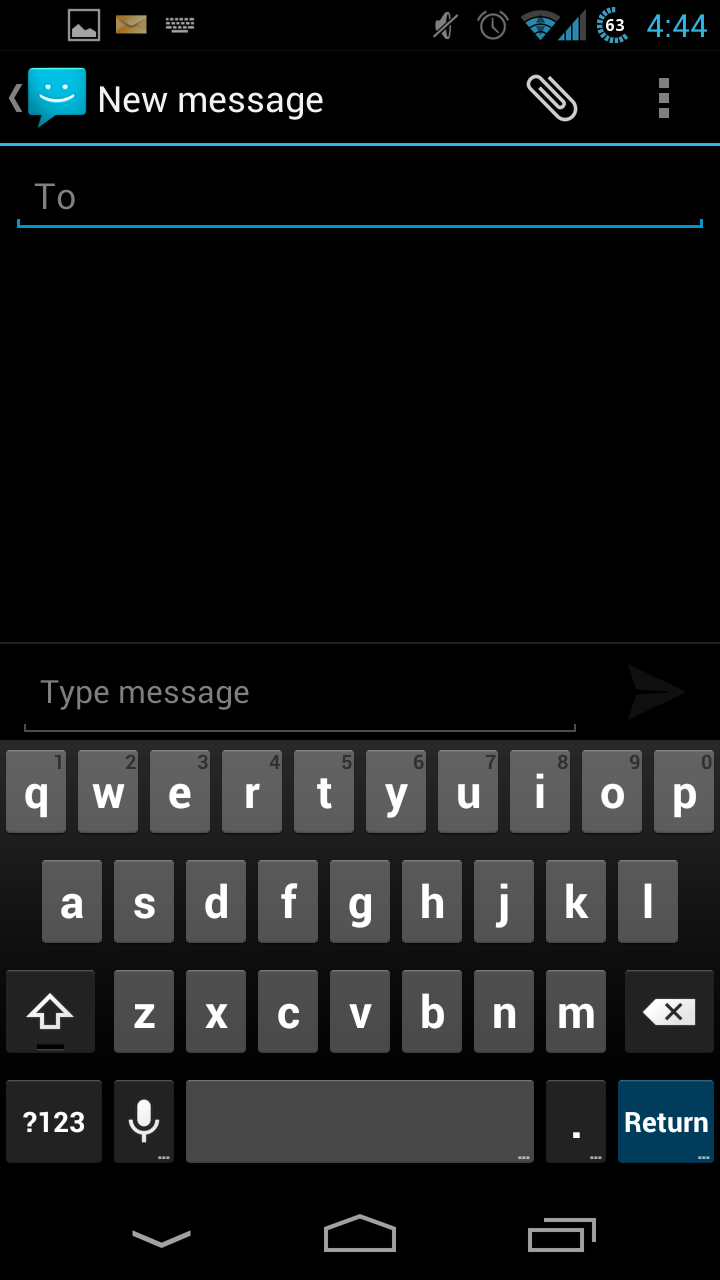 63 4:44
New message
To
Type message
1 2 3 4 5 6 7 8 9 0
q w e r t y u i o p
a s d f g h j k l
z x c v b n m
?123 . Return